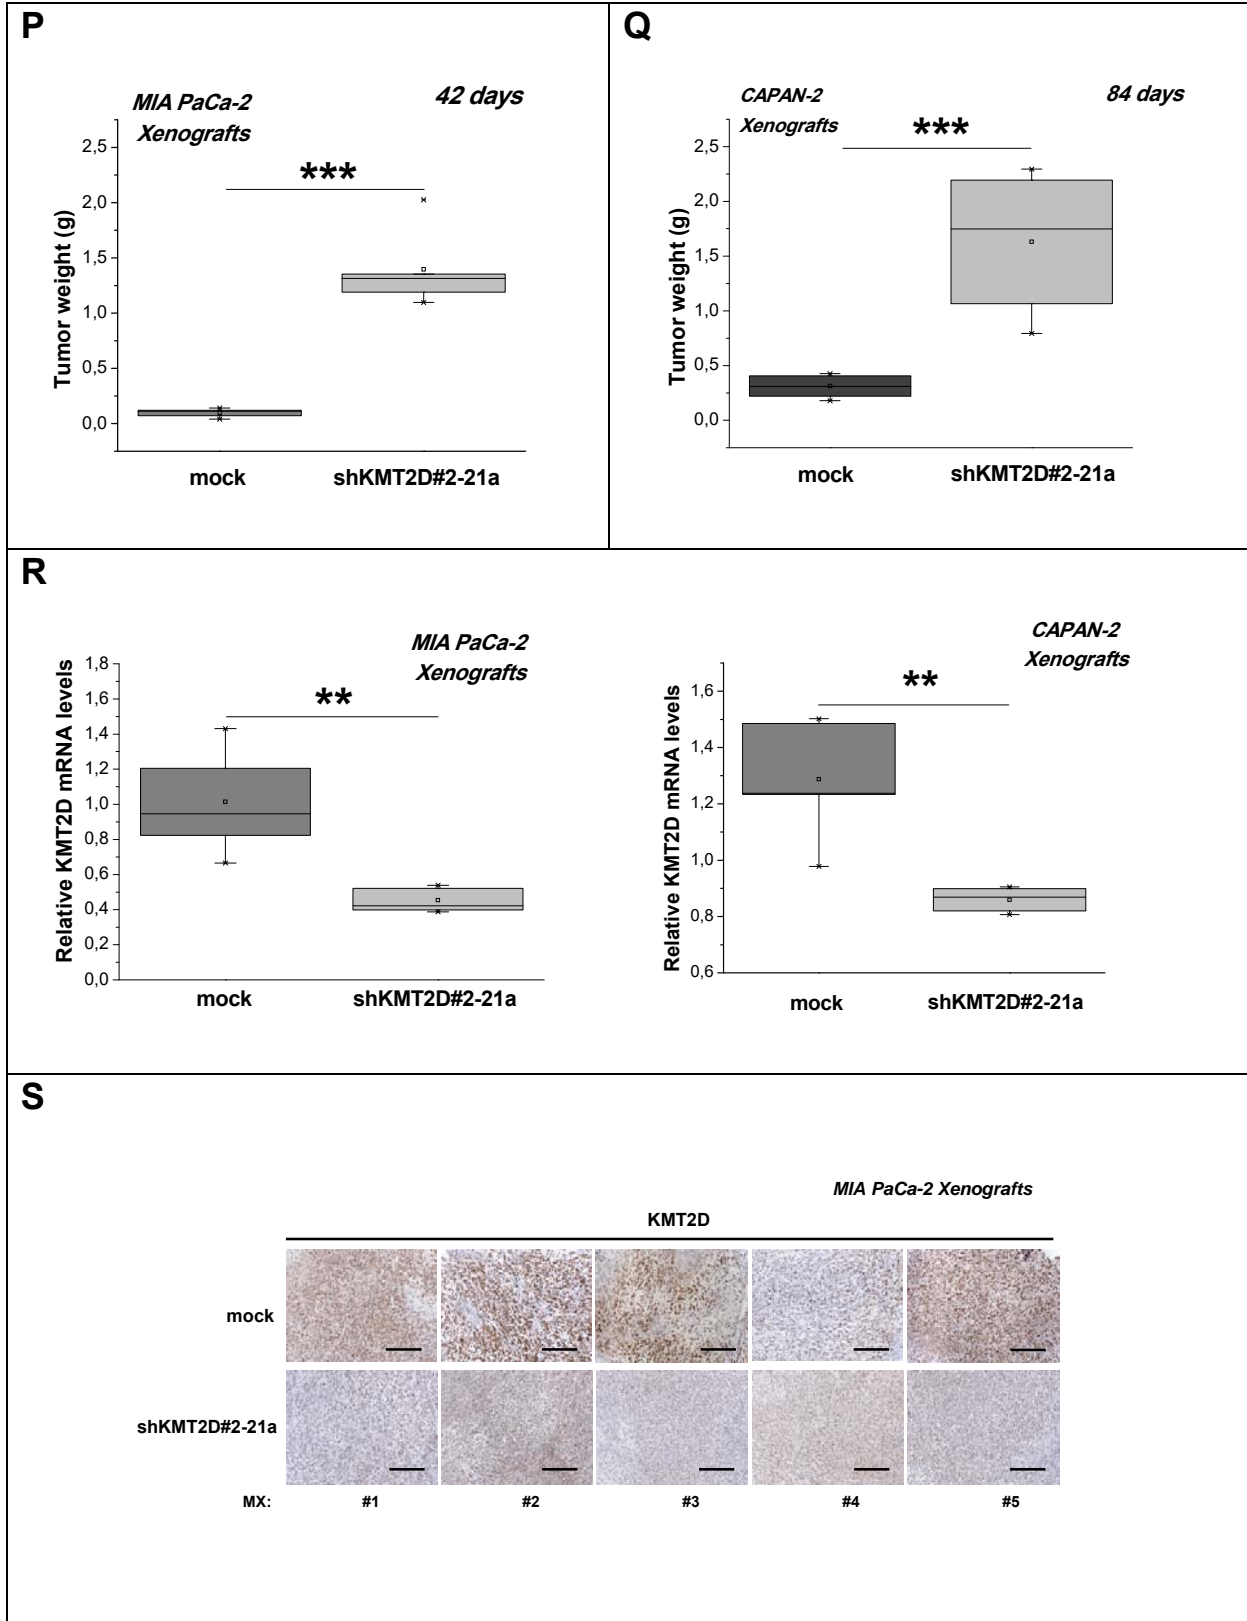 P
MIA PaCa-2
Xenografts
42 days
***
2,5
2,0
1,5
1,0
0,5
0,0
Tumor weight (g)
mock
shKMT2D#2-21a
Q
CAPAN-2
Xenografts
84 days
***
2,5
2,0
1,5
1,0
0,5
0,0
Tumor weight (g)
mock
shKMT2D#2-21a
R
MIA PaCa-2
Xenografts
**
1,8
1,6
1,4
1,2
1,0
0,8
0,6
0,4
0,2
0,0
Relative KMT2D mRNA levels
mock
shKMT2D#2-21a
CAPAN-2
Xenografts
**
1,6
1,4
1,2
1,0
0,8
0,6
Relative KMT2D mRNA levels
mock
shKMT2D#2-21a
S
MIA PaCa-2 Xenografts
KMT2D
mock
shKMT2D#2-21a
MX: #1 #2 #3 #4 #5